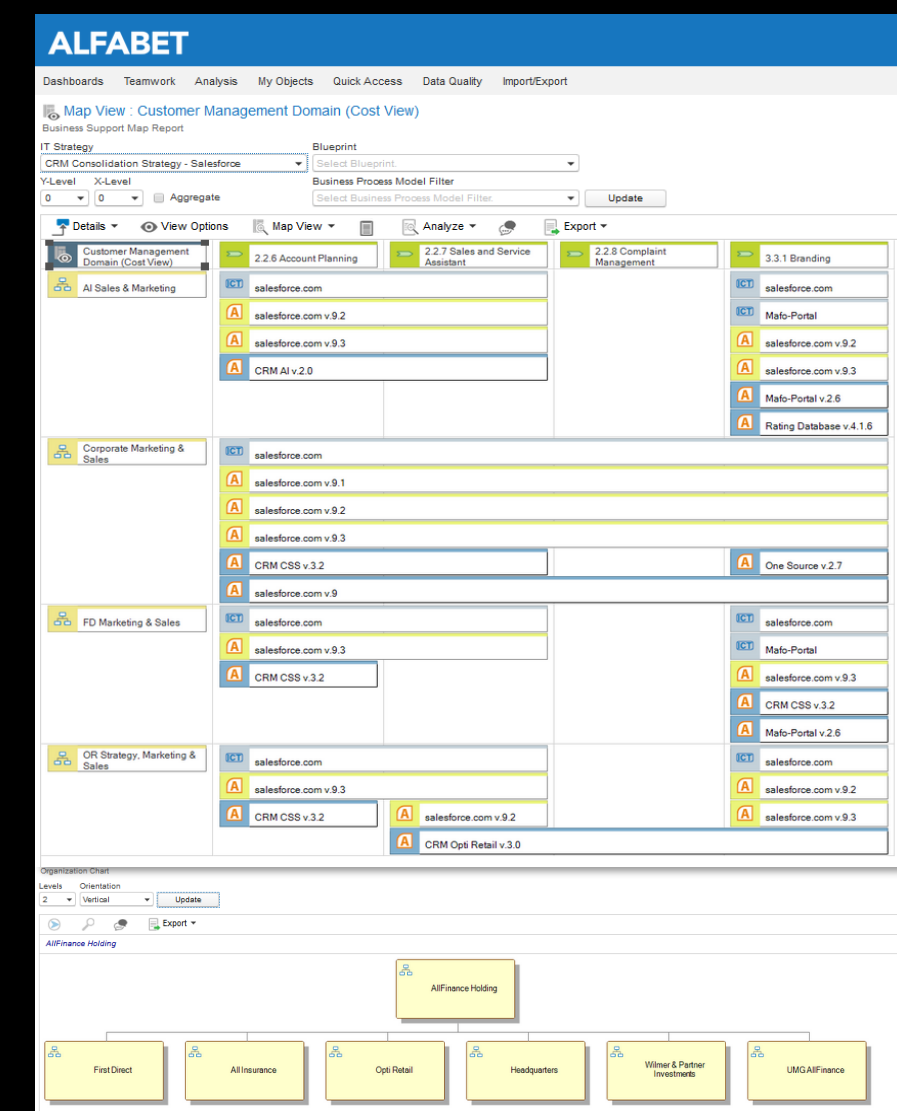 ALFABET
Dashboards Teamwork Analysis My Objects Quick Access Data Quality Import/Export
Map View : Customer Management Domain (Cost View)
Business Support Map Report
IT Strategy Blueprint
CRM Consolidation Strategy - Salesforce Select Blueprint.
Y-Level X-Level Business Process Model Filter
0 0 Aggregate Select Business Process Model Filter. Update
Details View Options Map View Analyze Export
Customer Management
Domain (Cost View)
2.2.6 Account Planning
2.2.7 Sales and Service
Assistant
2.2.8 Complaint
Management
3.3.1 Branding
AI Sales & Marketing
ICT salesforce.com ICT salesforce.com
A salesforce.com v.9.2 ICT Mafo-Portal
A salesforce.com v.9.3 A salesforce.com v.9.2
A CRM AI v.2.0 A salesforce.com v.9.3
A Mafo-Portal v.2.6
A Rating Database v.4.1.6
Corporate Marketing &
Sales
ICT salesforce.com
A salesforce.com v.9.1
A salesforce.com v.9.2
A salesforce.com v.9.3
A CRM CSS v.3.2 A One Source v.2.7
A salesforce.com v.9
FD Marketing & Sales
ICT salesforce.com ICT salesforce.com
A salesforce.com v.9.3 ICT Mafo-Portal
A CRM CSS v.3.2 A salesforce.com v.9.3
A CRM CSS v.3.2
A Mafo-Portal v.2.6
OR Strategy, Marketing &
Sales
ICT salesforce.com ICT salesforce.com
A salesforce.com v.9.3 A salesforce.com v.9.2
A CRM CSS v.3.2 A salesforce.com v.9.2 A salesforce.com v.9.3
A CRM Opti Retail v.3.0
Organization Chart
Levels Orientation
2 Vertical Update
Export
AllFinance Holding
AllFinance Holding
First Direct
All Insurance
Opti Retail
Headquarters
Wilmer & Partner
Investments
UMG AllFinance